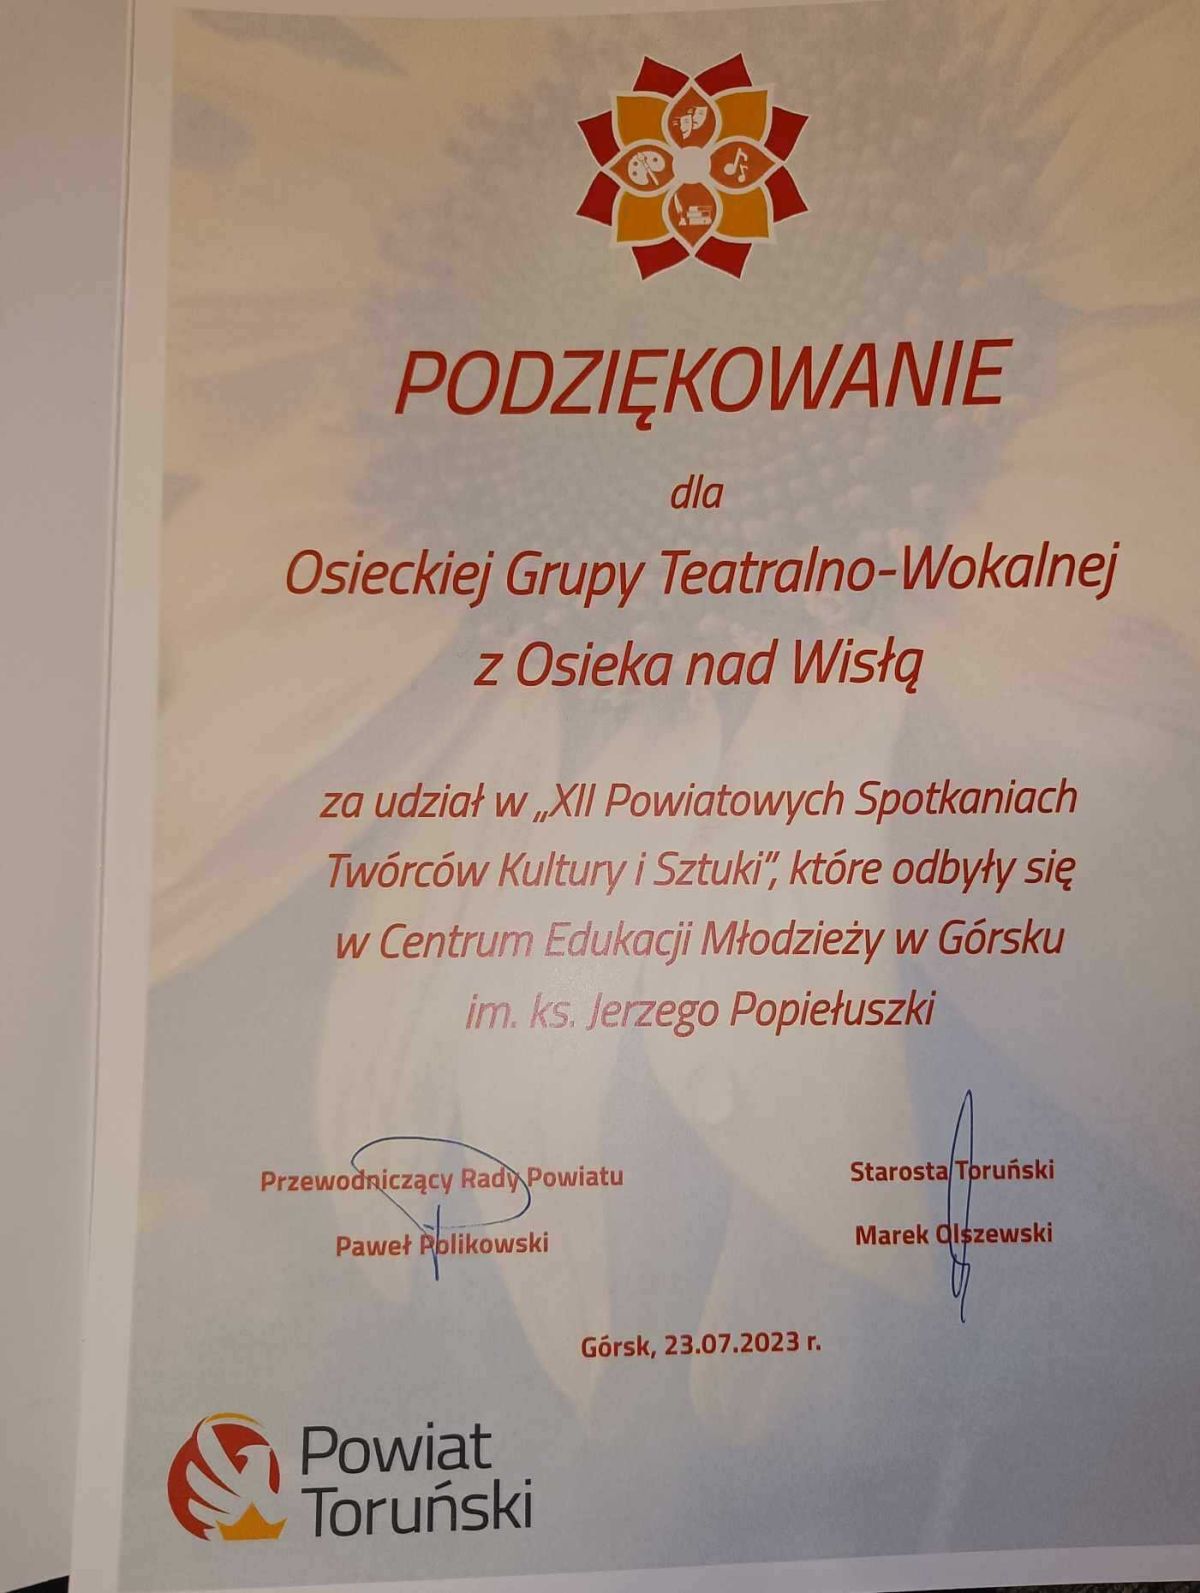 PODZIĘKOWANIE
dla
Osieckiej Grupy Teatralno-Wokalnej
z Osieka nad Wisłą
za udział w „XII Powiatowych Spotkaniach
Twórców Kultury i Sztuki”, które odbyły się
w Centrum Edukacji Młodzieży w Górsku
im. ks. Jerzego Popiełuszki
Przewodniczący Rady Powiatu
Paweł Polikowski
Starosta Toruński
Marek Olszewski
Górsk, 23.07.2023 r.
Powiat
Toruński